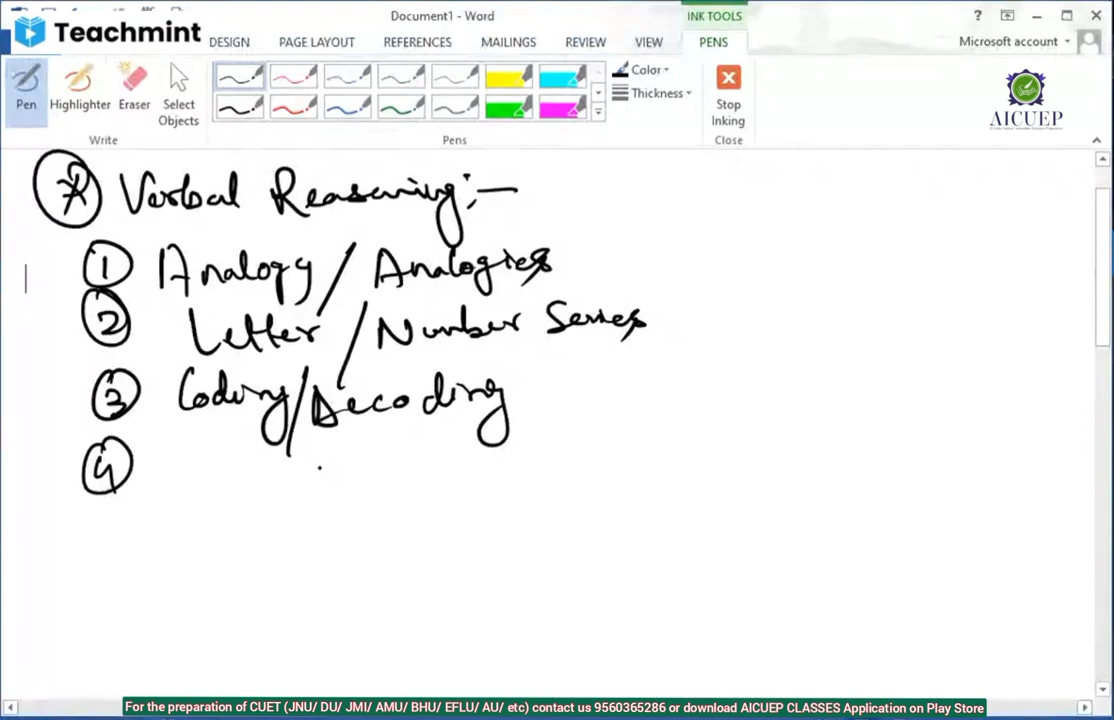 Document1 - Word
INK TOOLS
?
Microsoft account
Teachmint
DESIGN PAGE LAYOUT REFERENCES MAILINGS REVIEW VIEW PENS
Pen Highlighter Eraser Select Objects
Color
Thickness
Stop Inking
Write Pens Close
AICUEP
Verbal Reasoning :-
1 Analogy / Analogies
2 Letter / Number Series
3 Coding / Decoding
4
For the preparation of CUET (JNU/ DU/ JMI/ AMU/ BHU/ EFLU/ AU/ etc) contact us 9560365286 or download AICUEP CLASSES Application on Play Store